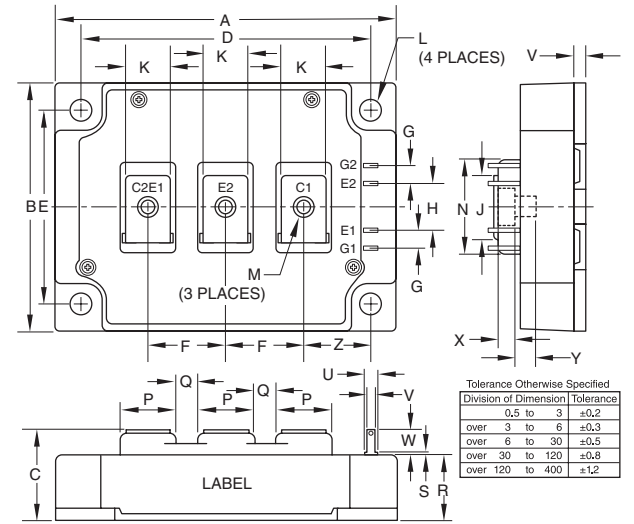 A
D
L
(4 PLACES)
V
K
K
K
G
G2
E2
C2E1
E2
C1
B
E
H
N
J
E1
G1
M
(3 PLACES)
G
F
F
Z
X
Y
U
Q
Q
V
P
P
P
W
C
LABEL
S
R
Tolerance Otherwise Specified
Division of Dimension Tolerance
0.5 to 3 ±0.2
over 3 to 6 ±0.3
over 6 to 30 ±0.5
over 30 to 120 ±0.8
over 120 to 400 ±1.2